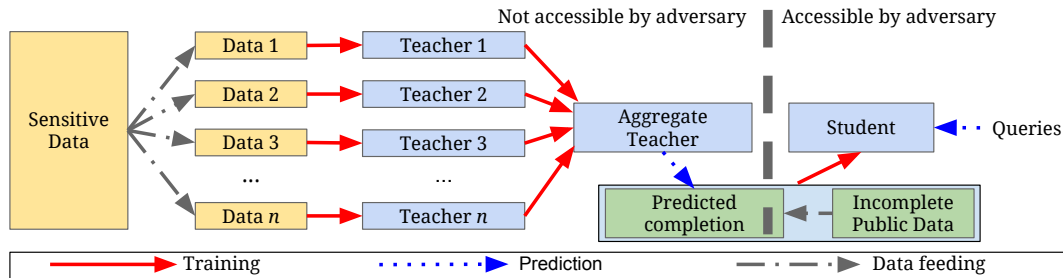 Not accessible by adversary
Accessible by adversary
Sensitive
Data
Data 1
Teacher 1
Data 2
Teacher 2
Data 3
Teacher 3
...
...
Data n
Teacher n
Aggregate
Teacher
Student
Queries
Predicted
completion
Incomplete
Public Data
Training
Prediction
Data feeding